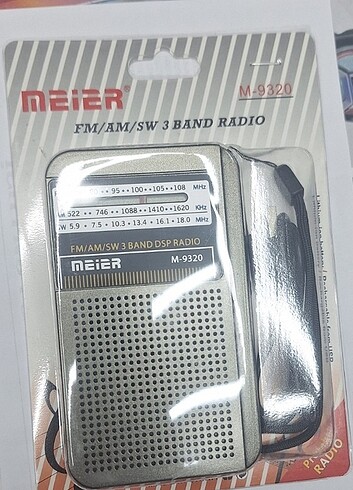 MEIER®
M-9320
FM/AM/SW 3 BAND RADIO
95 100 105 108 MHz
522 746 1088 1410 1620 KHz
5.9 7.5 10.3 13.4 16.1 18.0 MHz
FM/AM/SW 3 BAND DSP RADIO
MEIER M-9320
RADIO